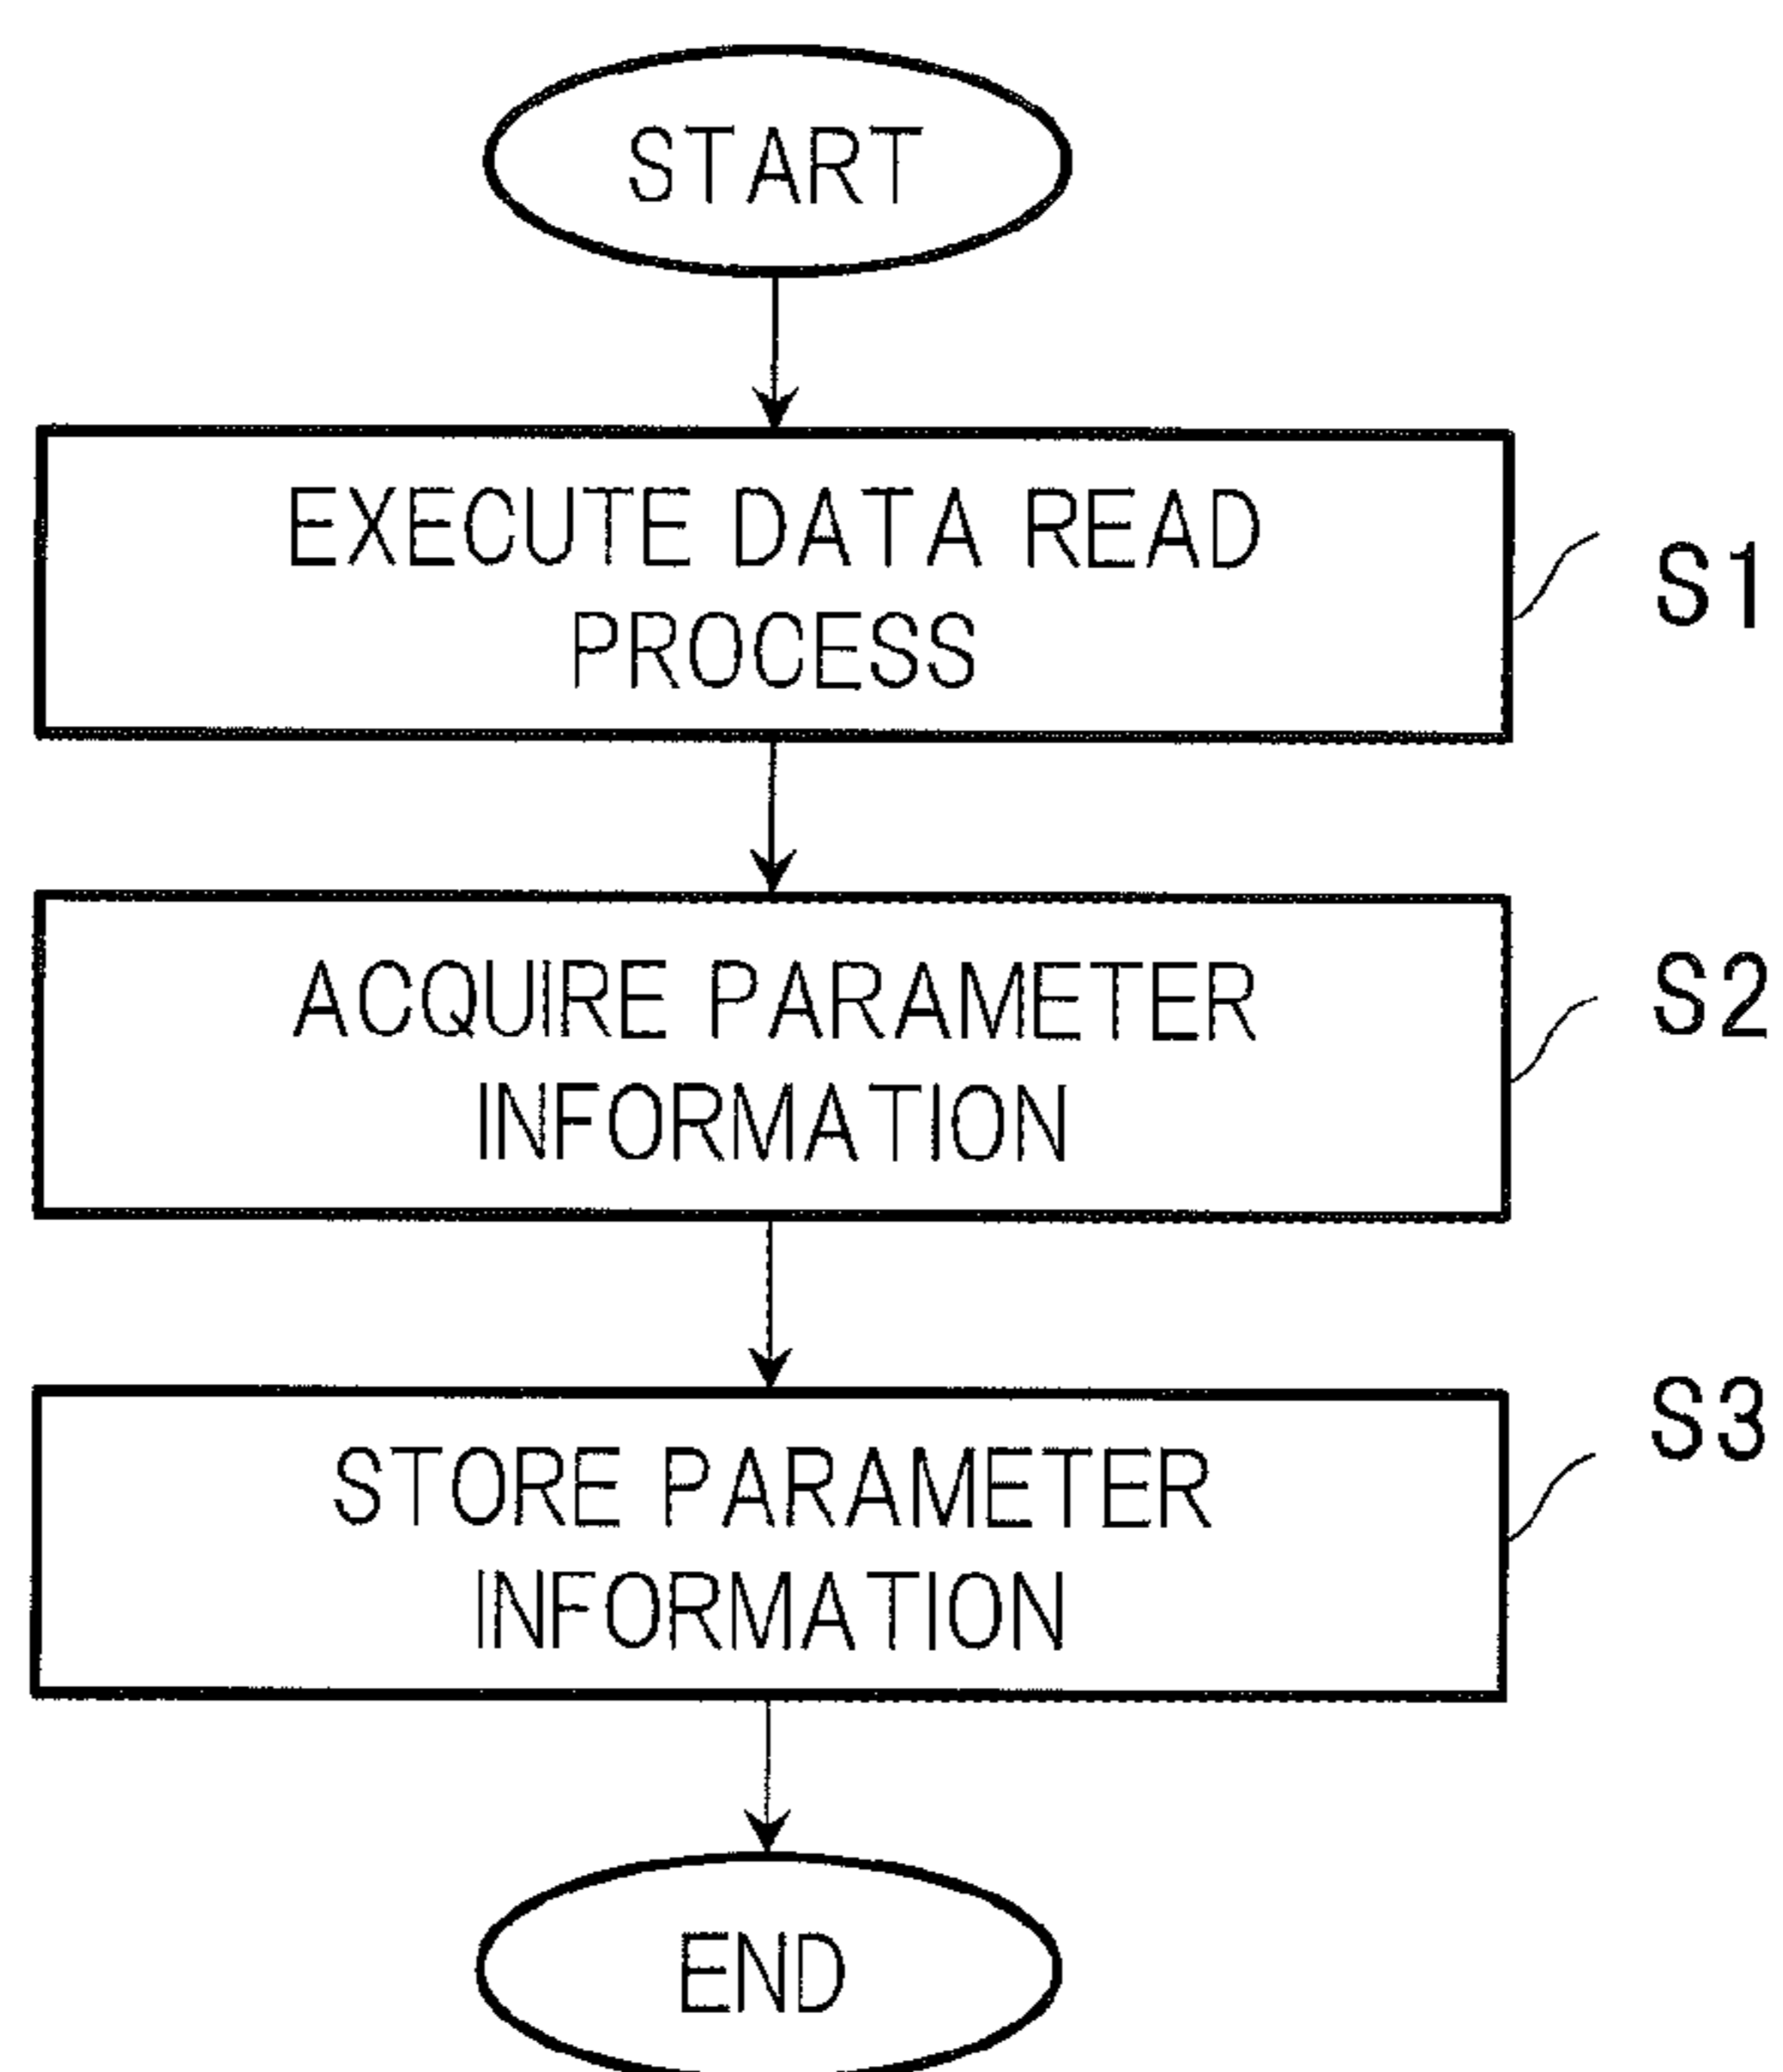 START
EXECUTE DATA READ
PROCESS
S1
ACQUIRE PARAMETER
INFORMATION
S2
STORE PARAMETER
INFORMATION
S3
END